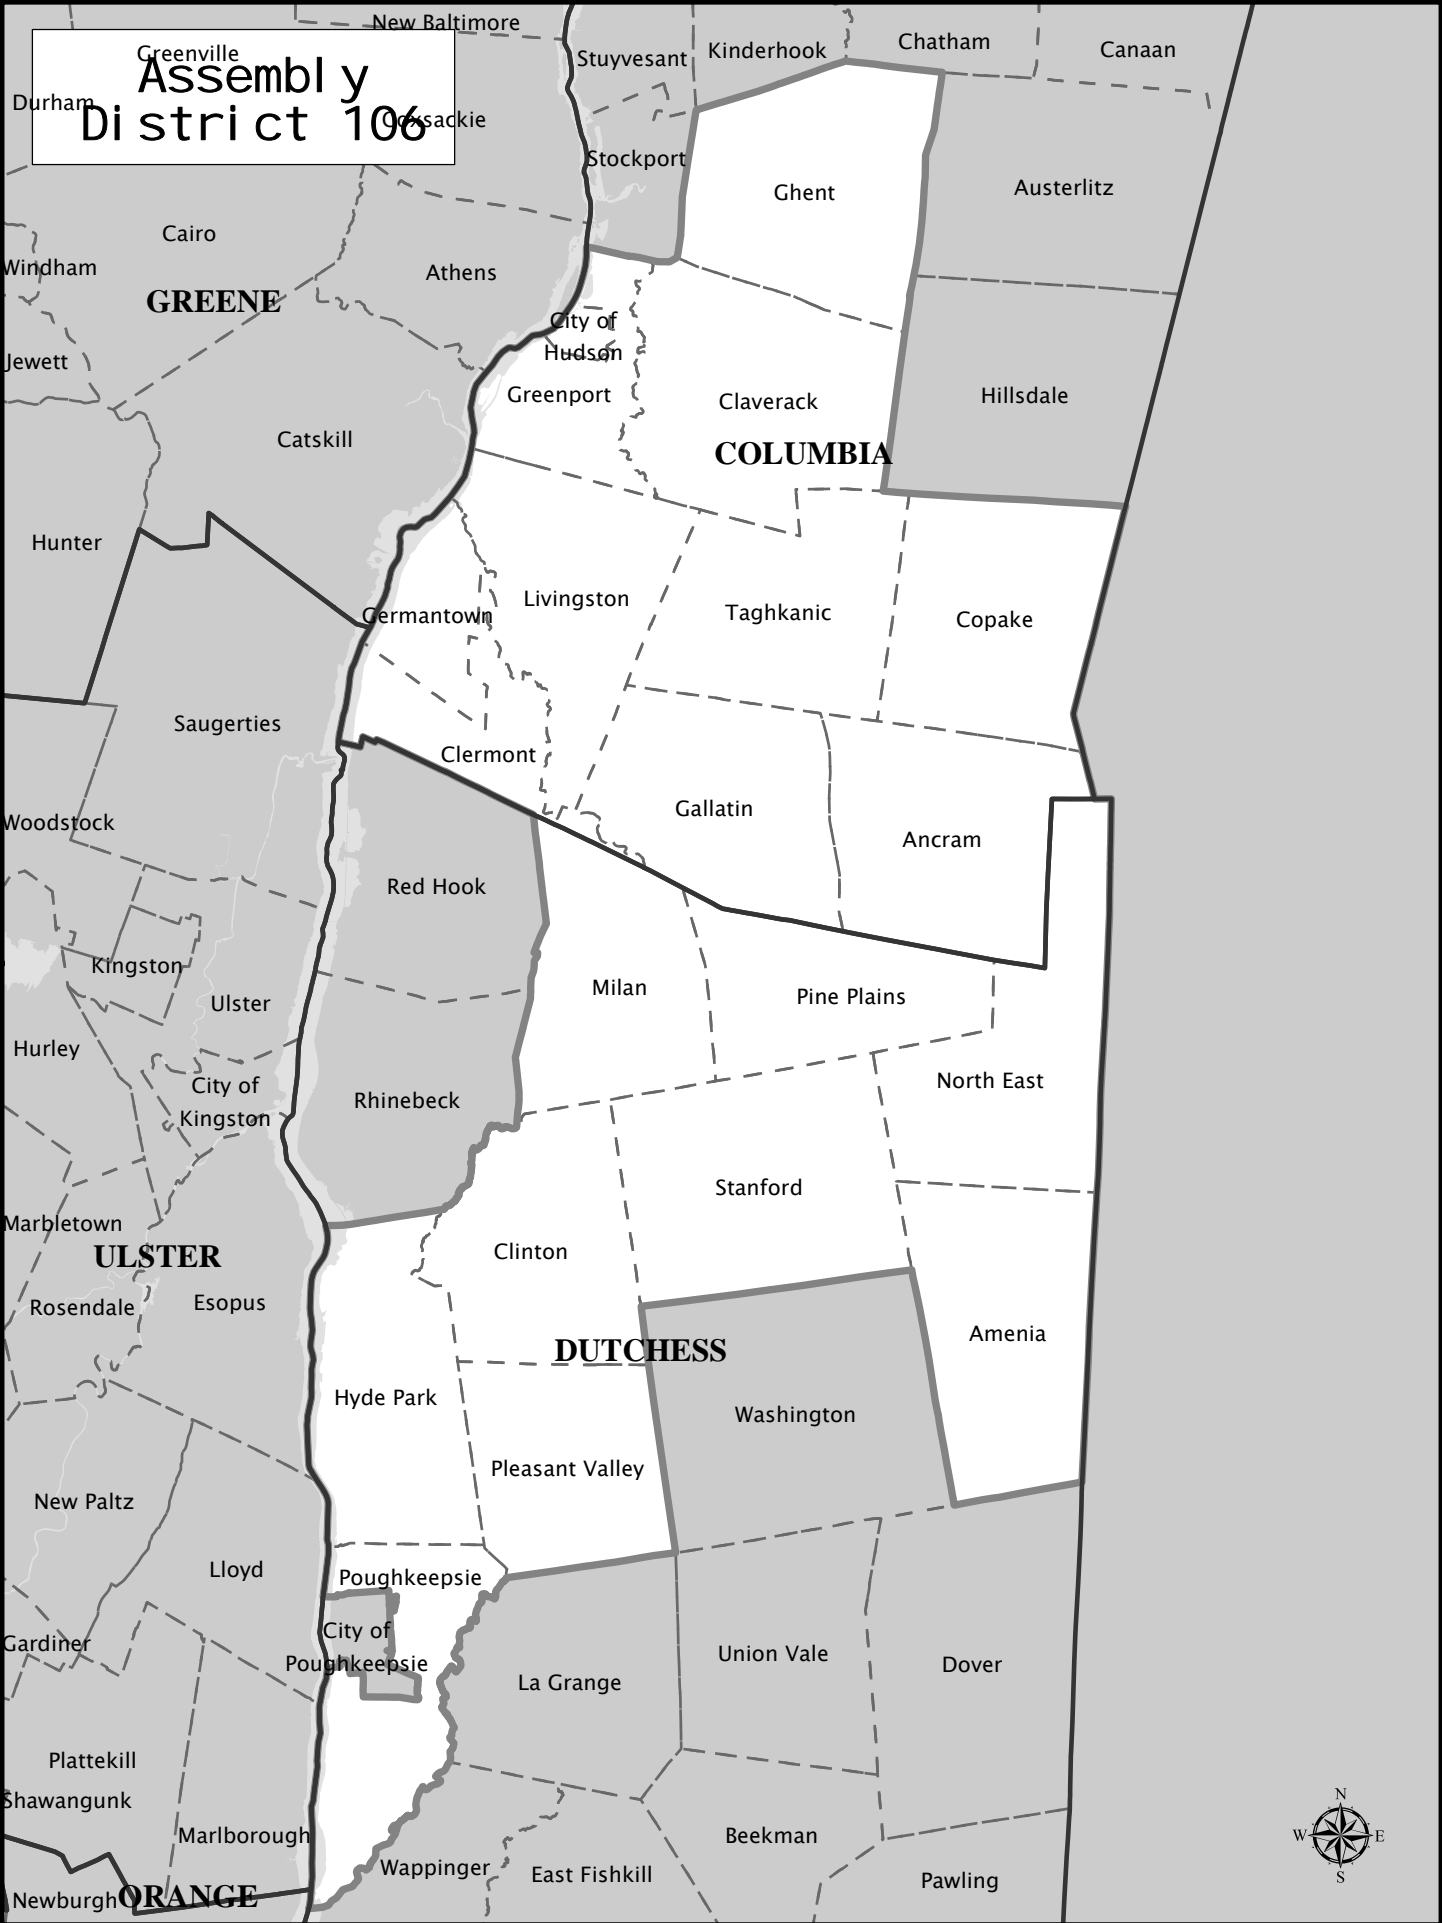 New Baltimore
Greenville
Assembly
District 106
Durham
Coxsackie
Stuyvesant
Kinderhook
Chatham
Canaan
Stockport
Ghent
Austerlitz
Cairo
Windham
Athens
GREENE
City of
Hudson
Jewett
Greenport
Claverack
Hillsdale
Catskill
COLUMBIA
Hunter
Germantown
Livingston
Taghkanic
Copake
Saugerties
Clermont
Woodstock
Gallatin
Ancram
Red Hook
Kingston
Milan
Pine Plains
Ulster
Hurley
City of
Kingston
Rhinebeck
North East
Stanford
Marbletown
ULSTER
Clinton
Rosendale
Esopus
Amenia
DUTCHESS
Hyde Park
Washington
Pleasant Valley
New Paltz
Lloyd
Poughkeepsie
City of
Poughkeepsie
Gardiner
La Grange
Union Vale
Dover
Plattekill
Shawangunk
Marlborough
Beekman
Wappinger
East Fishkill
Pawling
Newburgh
ORANGE
N
W
E
S